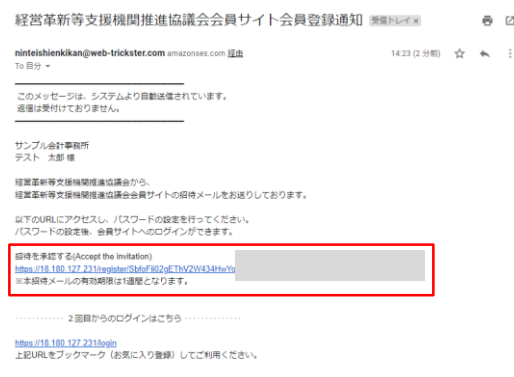 経営革新等支援機関推進協議会会員サイト会員登録通知 受信トレイ ×
ninteishienkikan@web-trickster.com amazonses.com 経由 14:23 (2 分前)
To 自分
このメッセージは、システムより自動送信されています。
返信は受付けておりません。
サンプル会計事務所
テスト 太郎 様
経営革新等支援機関推進協議会から、
経営革新等支援機関推進協議会会員サイトの招待メールをお送りしております。
以下のURLにアクセスし、パスワードの設定を行ってください。
パスワードの設定後、会員サイトへのログインができます。
招待を承認する(Accept the invitation)
https://18.180.127.231/register/SbfoFii02gEThV2W434HwYq
※本招待メールの有効期限は1週間となります。
············ 2回目からのログインはこちら ··············
https://18.180.127.231/login
上記URLをブックマーク(お気に入り登録)してご利用ください。